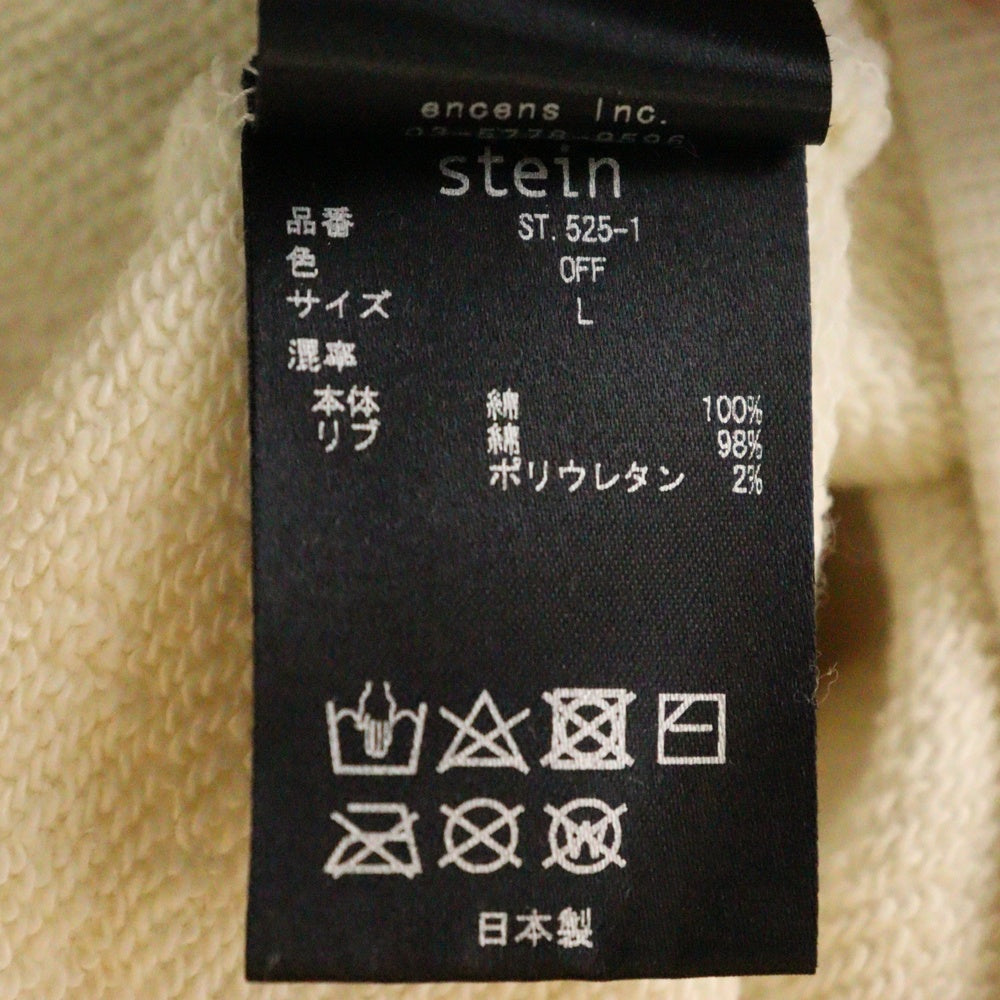 encens Inc.
stein
品番 ST.525-1
色 OFF
サイズ L
混率
本体 綿 100%
リブ 綿 98%
ポリウレタン 2%
W
日本製